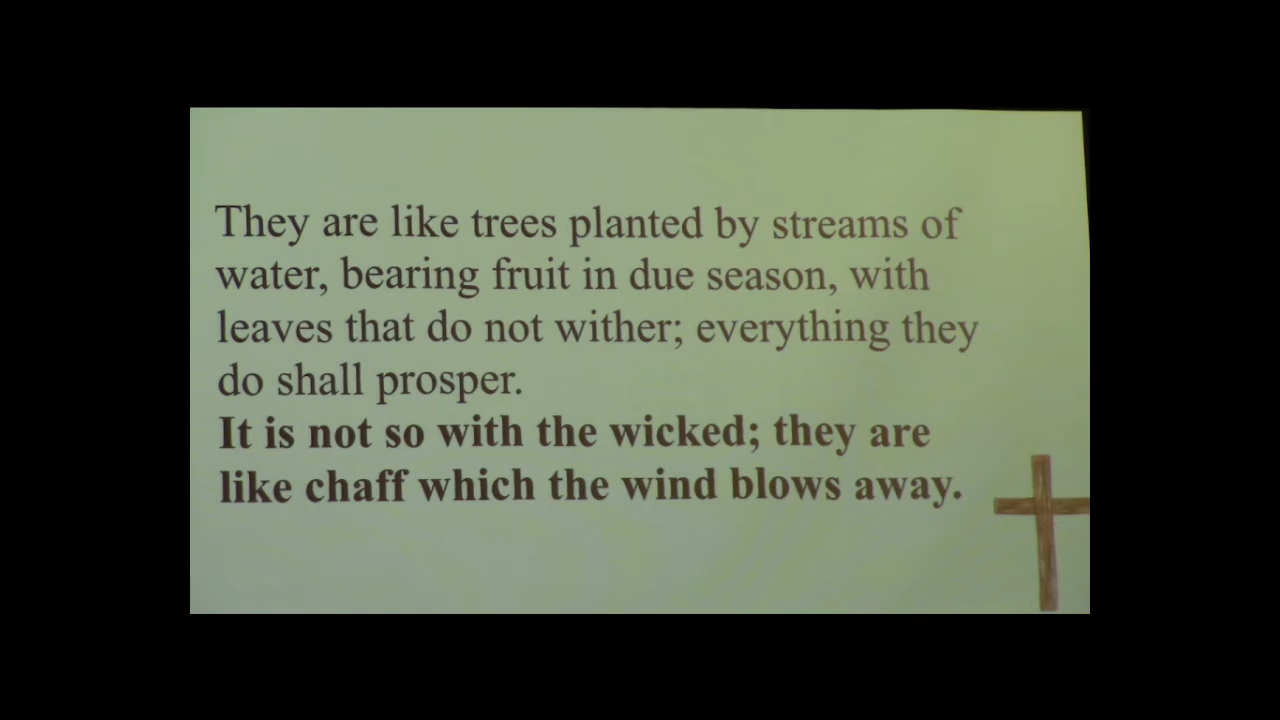 They are like trees planted by streams of
water, bearing fruit in due season, with
leaves that do not wither; everything they
do shall prosper.
It is not so with the wicked; they are
like chaff which the wind blows away.